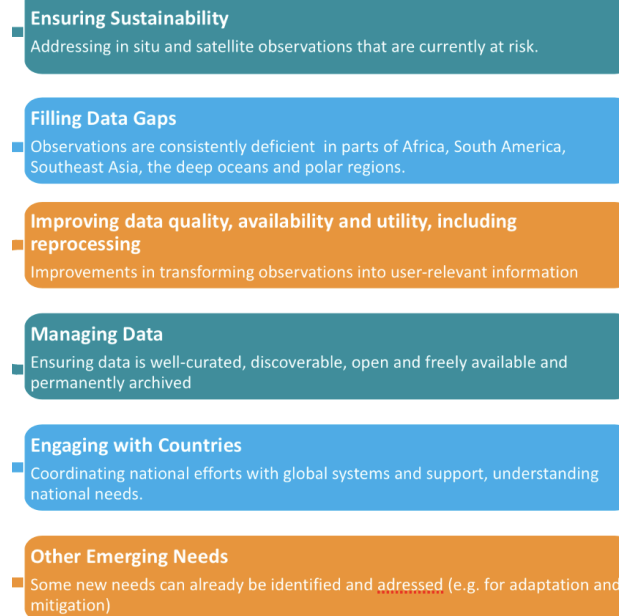 Ensuring Sustainability
Addressing in situ and satellite observations that are currently at risk.
Filling Data Gaps
Observations are consistently deficient in parts of Africa, South America,
Southeast Asia, the deep oceans and polar regions.
Improving data quality, availability and utility, including
reprocessing
Improvements in transforming observations into user-relevant information
Managing Data
Ensuring data is well-curated, discoverable, open and freely available and
permanently archived
Engaging with Countries
Coordinating national efforts with global systems and support, understanding
national needs.
Other Emerging Needs
Some new needs can already be identified and adressed (e.g. for adaptation and
mitigation)